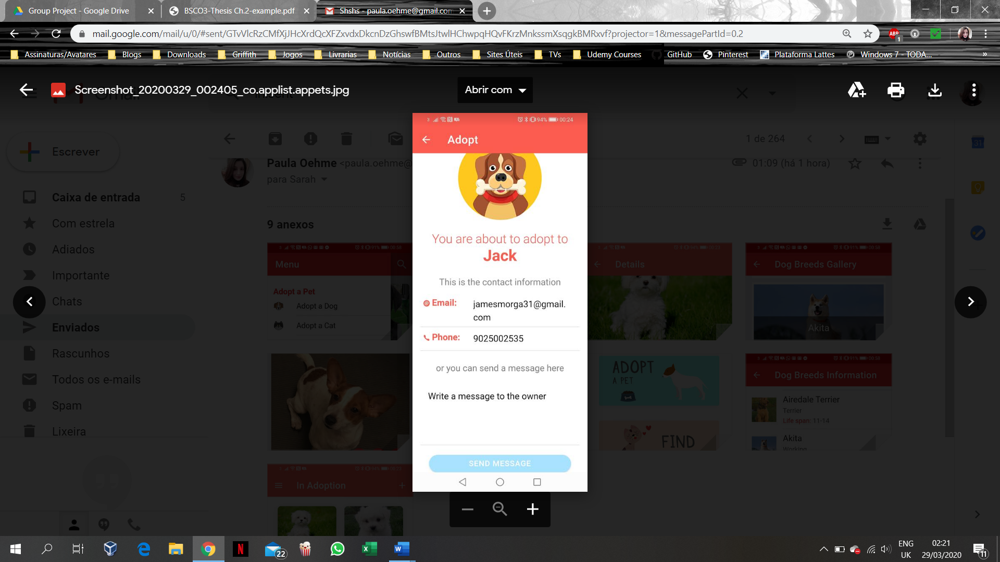 Group Project - Google Drive
BSCO3-Thesis Ch.2-example.pdf
Shshs - paula.oehme@gmail.com
mail.google.com/mail/u/0/#sent/GTvVlcRzCMfXjJHcXrdQcXFZxvdxDkcnDzGhswfBMtsJtwlHChwpqHQvFKrzMnkssmXsqgkBMRxvf?projector=1&messagePartId=0.2
ABP
1
Assinaturas/Avatares
Blogs
Downloads
Griffith
Jogos
Livrarias
Notícias
Outros
Sites Úteis
TVs
Udemy Courses
GitHub
Pinterest
Plataforma Lattes
Windows 7 - TODA...
»
Screenshot_20200329_002405_co.applist.appets.jpg
Abrir com
Escrever
Caixa de entrada 5
Com estrela
Adiados
Importante
Chats
Enviados
Rascunhos
Todos os e-mails
Spam
Lixeira
1 de 264
31
Paula Oehme <paula.oehme@
01:09 (há 1 hora)
para Sarah
9 anexos
Menu
Adopt a Pet
Adopt a Dog
Adopt a Cat
3 94% 00:24
Adopt
You are about to adopt to
Jack
This is the contact information
Email: jamesmorga31@gmail.
com
Phone: 9025002535
or you can send a message here
Write a message to the owner
SEND MESSAGE
Details
Dog Breeds Gallery
Akita
ADOPT
A PET
FIND
Dog Breeds Information
Airedale Terrier
Terrier
Life span: 11-14
Akita
Working
In Adoption
22
ENG
UK
02:21
29/03/2020
11